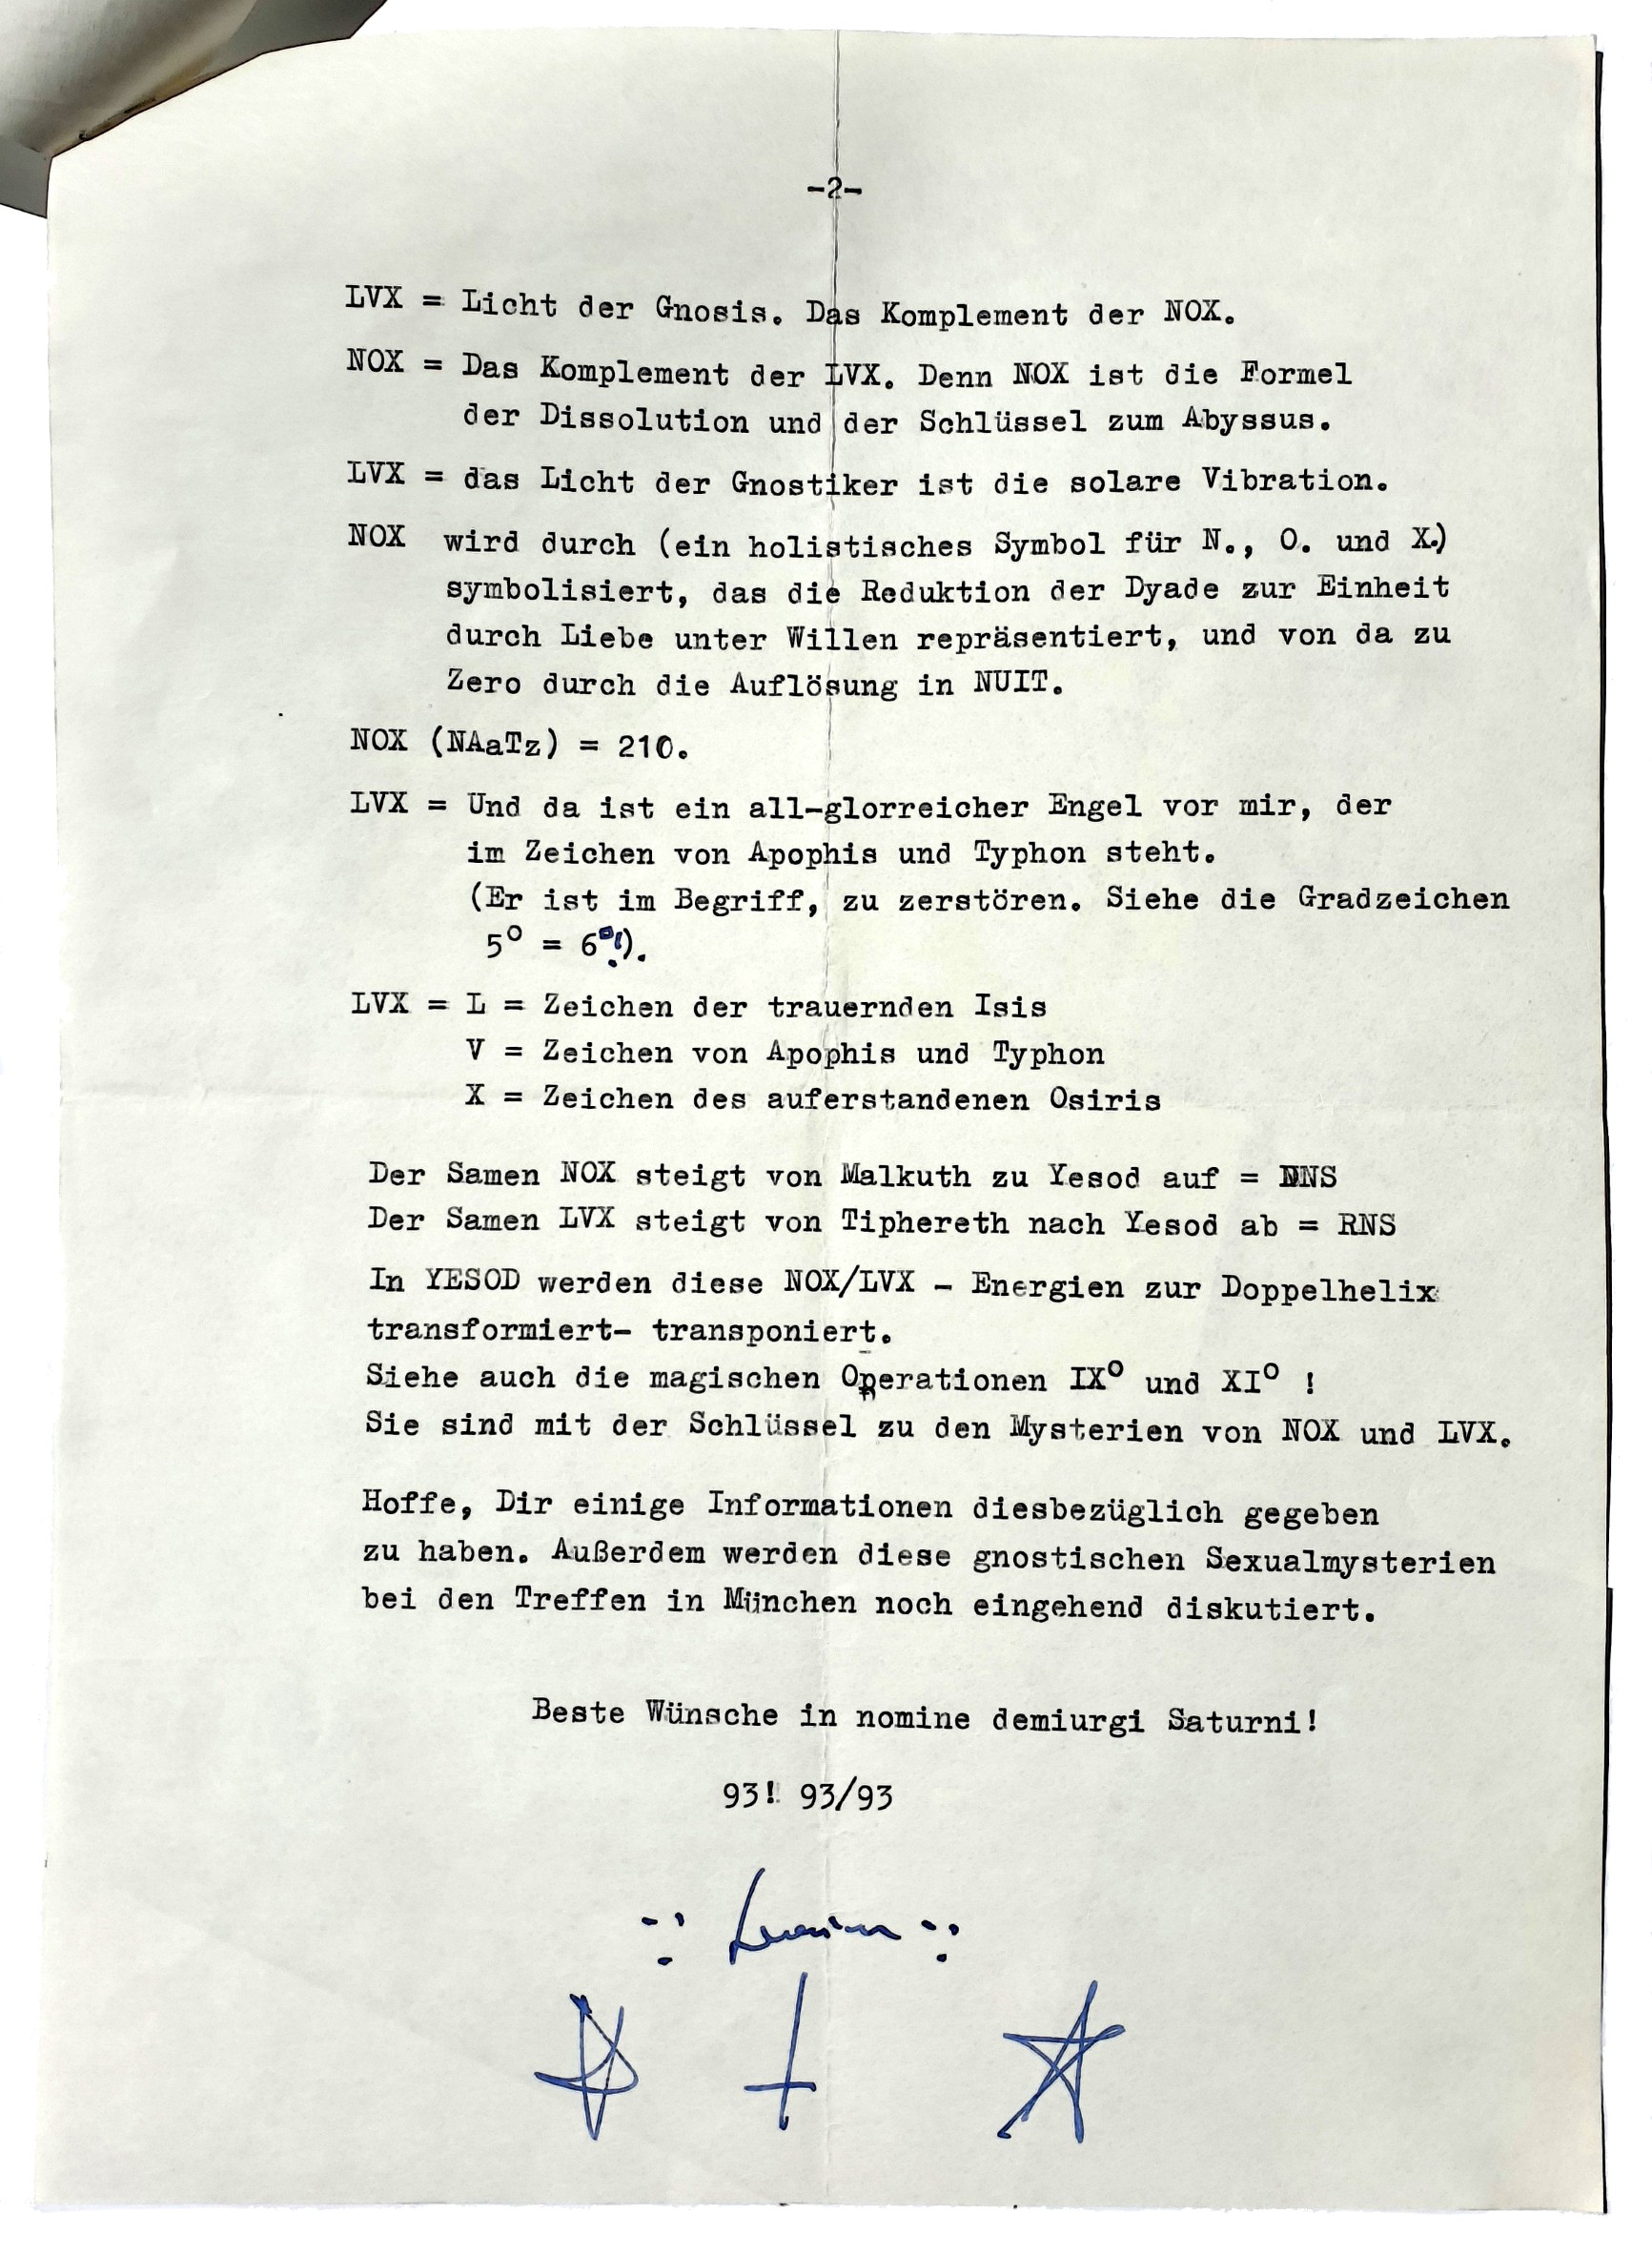 -2-
LVX = Licht der Gnosis. Das Komplement der NOX.
NOX = Das Komplement der LVX. Denn NOX ist die Formel
der Dissolution und der Schlüssel zum Abyssus.
LVX = das Licht der Gnostiker ist die solare Vibration.
NOX wird durch (ein holistisches Symbol für N., O. und X.)
symbolisiert, das die Reduktion der Dyade zur Einheit
durch Liebe unter Willen repräsentiert, und von da zu
Zero durch die Auflösung in NUIT.
NOX (NAaTz) = 210.
LVX = Und da ist ein all-glorreicher Engel vor mir, der
im Zeichen von Apophis und Typhon steht.
(Er ist im Begriff, zu zerstören. Siehe die Gradzeichen
5° = 6°!).
LVX = L = Zeichen der trauernden Isis
V = Zeichen von Apophis und Typhon
X = Zeichen des auferstandenen Osiris
Der Samen NOX steigt von Malkuth zu Yesod auf =
Der Samen LVX steigt von Tiphereth nach Yesod ab = RNS
In YESOD werden diese NOX/LVX - Energien zur Doppelhelix
transformiert- transponiert.
Siehe auch die magischen Operationen IX° und XI° !
Sie sind mit der Schlüssel zu den Mysterien von NOX und LVX.
Hoffe, Dir einige Informationen diesbezüglich gegeben
zu haben. Außerdem werden diese gnostischen Sexualmysterien
bei den Treffen in München noch eingehend diskutiert.
Beste Wünsche in nomine demiurgi Saturni!
93! 93/93